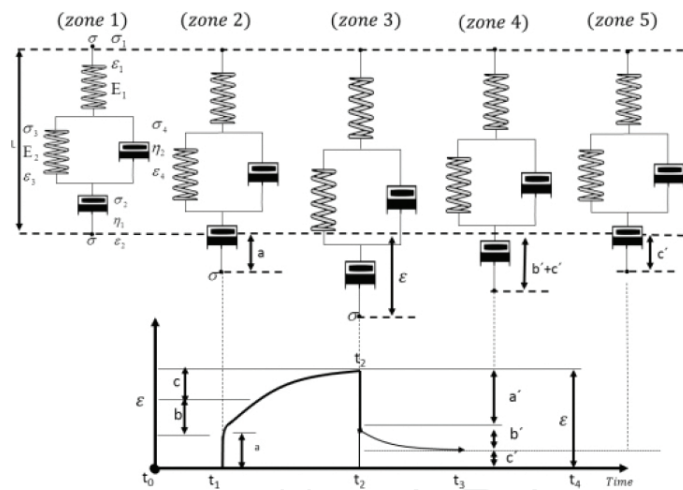 (zone 1) (zone 2) (zone 3) (zone 4) (zone 5)
σ σ₁
ε₁
E₁
L
σ₃ σ₄
E₂ η₂
ε₃ ε₄
σ₂
η₁
σ ε₂
a
ε
b´+c´
c´
σ
σ
t₂
c
ε
b
a
a´
b´
c´
ε
t₀ t₁ t₂ t₃ t₄ Time